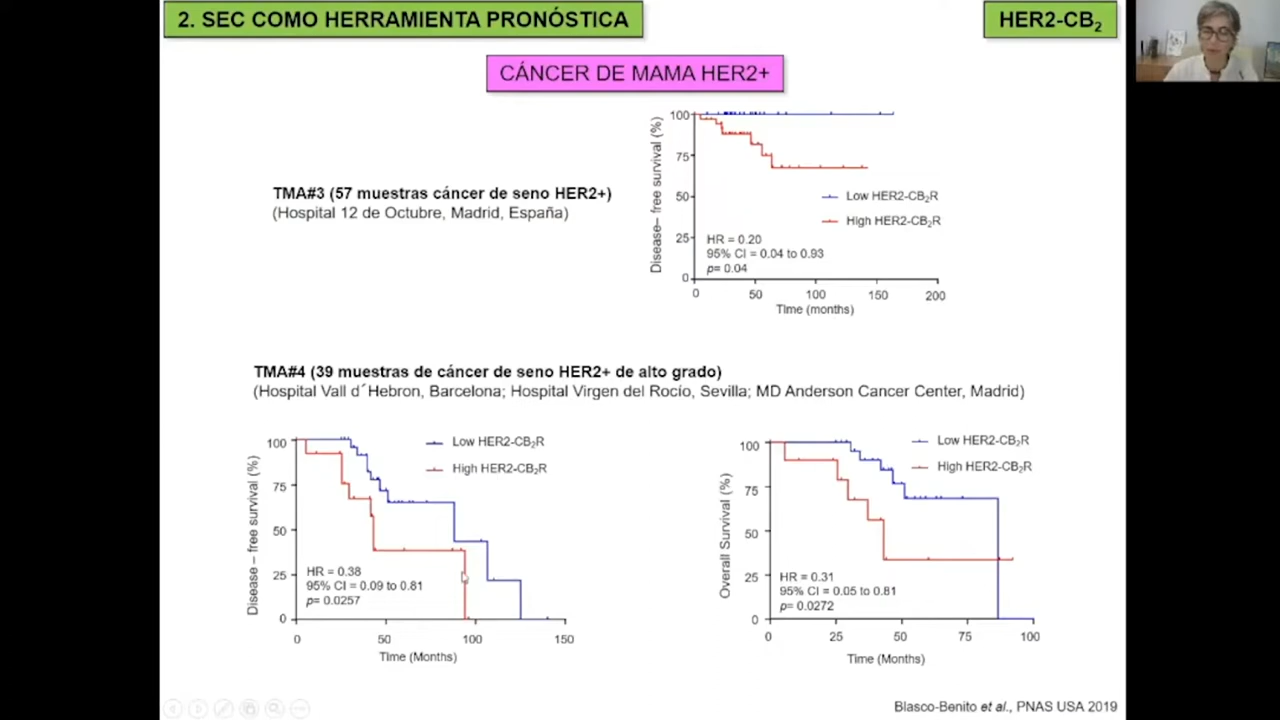 2. SEC COMO HERRAMIENTA PRONÓSTICA
HER2-CB₂
CÁNCER DE MAMA HER2+
TMA#3 (57 muestras cáncer de seno HER2+)
(Hospital 12 de Octubre, Madrid, España)
Disease– free survival (%)
100
75
50
25
0
Low HER2-CB₂R
High HER2-CB₂R
HR = 0.20
95% CI = 0.04 to 0.93
p= 0.04
0 50 100 150 200
Time (months)
TMA#4 (39 muestras de cáncer de seno HER2+ de alto grado)
(Hospital Vall d´Hebron, Barcelona; Hospital Virgen del Rocío, Sevilla; MD Anderson Cancer Center, Madrid)
Disease – free survival (%)
100
75
50
25
0
Low HER2-CB₂R
High HER2-CB₂R
HR = 0.38
95% CI = 0.09 to 0.81
p= 0.0257
0 50 100 150
Time (Months)
Overall Survival (%)
100
75
50
25
0
Low HER2-CB₂R
High HER2-CB₂R
HR = 0.31
95% CI = 0.05 to 0.81
p= 0.0272
0 25 50 75 100
Time (Months)
Blasco-Benito et al., PNAS USA 2019